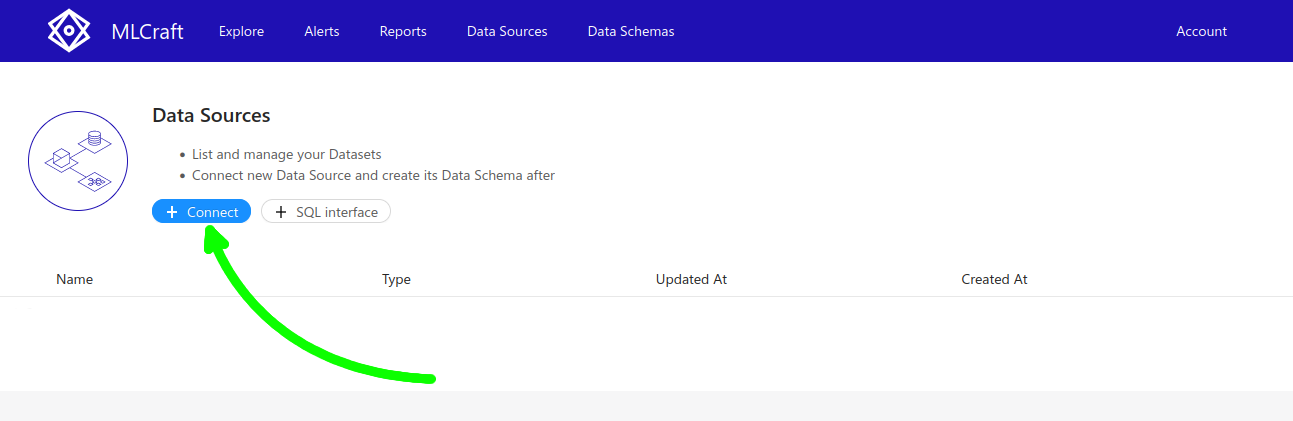 MLCraft Explore Alerts Reports Data Sources Data Schemas Account
Data Sources
• List and manage your Datasets
• Connect new Data Source and create its Data Schema after
+ Connect + SQL interface
Name Type Updated At Created At